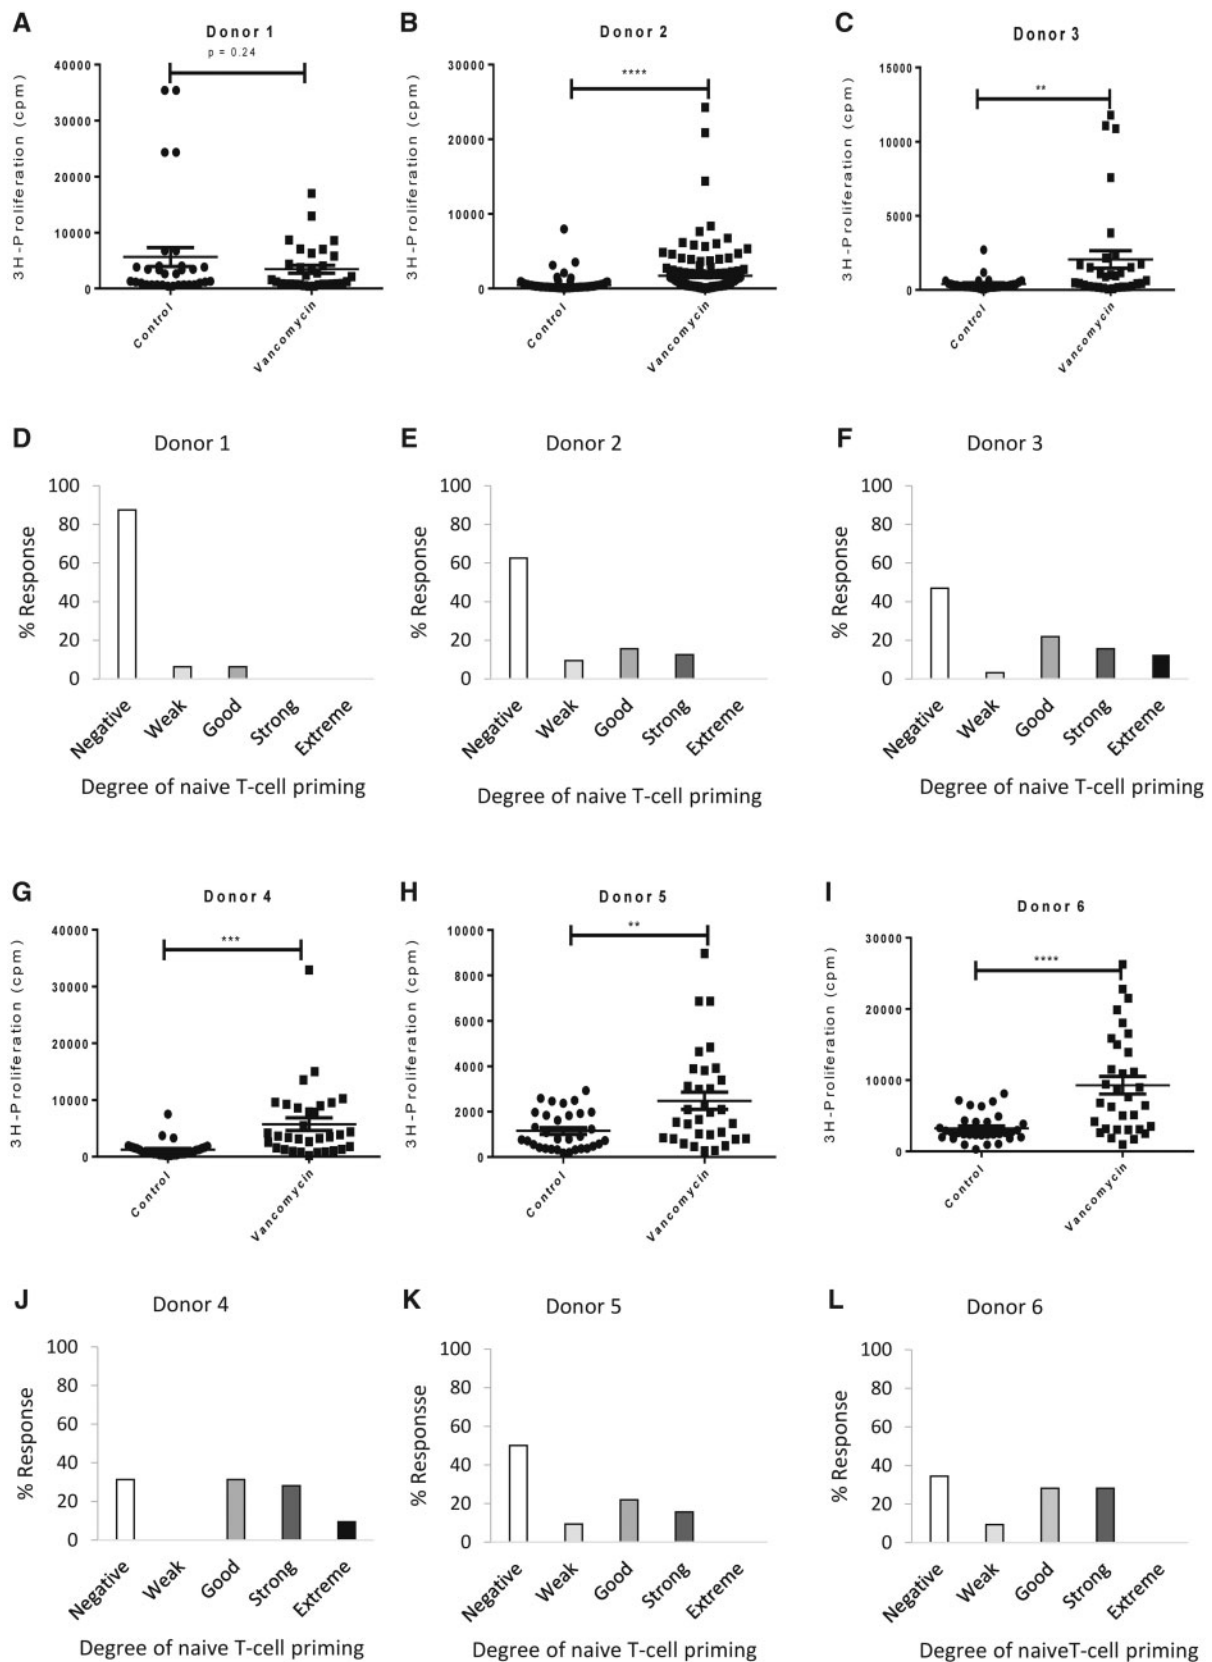 A
Donor 1
p = 0.24
3H-Proliferation (cpm)
40000
30000
20000
10000
0
Control
Vancomycin
B
Donor 2
****
3H-Proliferation (cpm)
30000
20000
10000
0
Control
Vancomycin
C
Donor 3
**
3H-Proliferation (cpm)
15000
10000
5000
0
Control
Vancomycin
D
Donor 1
% Response
100
80
60
40
20
0
Negative
Weak
Good
Strong
Extreme
Degree of naive T-cell priming
E
Donor 2
% Response
100
80
60
40
20
0
Negative
Weak
Good
Strong
Extreme
Degree of naive T-cell priming
F
Donor 3
% Response
100
80
60
40
20
0
Negative
Weak
Good
Strong
Extreme
Degree of naive T-cell priming
G
Donor 4
***
3H-Proliferation (cpm)
40000
30000
20000
10000
0
Control
Vancomycin
H
Donor 5
**
3H-Proliferation (cpm)
10000
8000
6000
4000
2000
0
Control
Vancomycin
I
Donor 6
****
3H-Proliferation (cpm)
30000
20000
10000
0
Control
Vancomycin
J
Donor 4
% Response
100
80
60
40
20
0
Negative
Weak
Good
Strong
Extreme
Degree of naive T-cell priming
K
Donor 5
% Responsse
100
80
60
40
20
0
Negative
Weak
Good
Strong
Extreme
Degree of naive T-cell priming
L
Donor 6
% Response
100
80
60
40
20
0
Negative
Weak
Good
Strong
Extreme
Degree of naiveT-cell priming